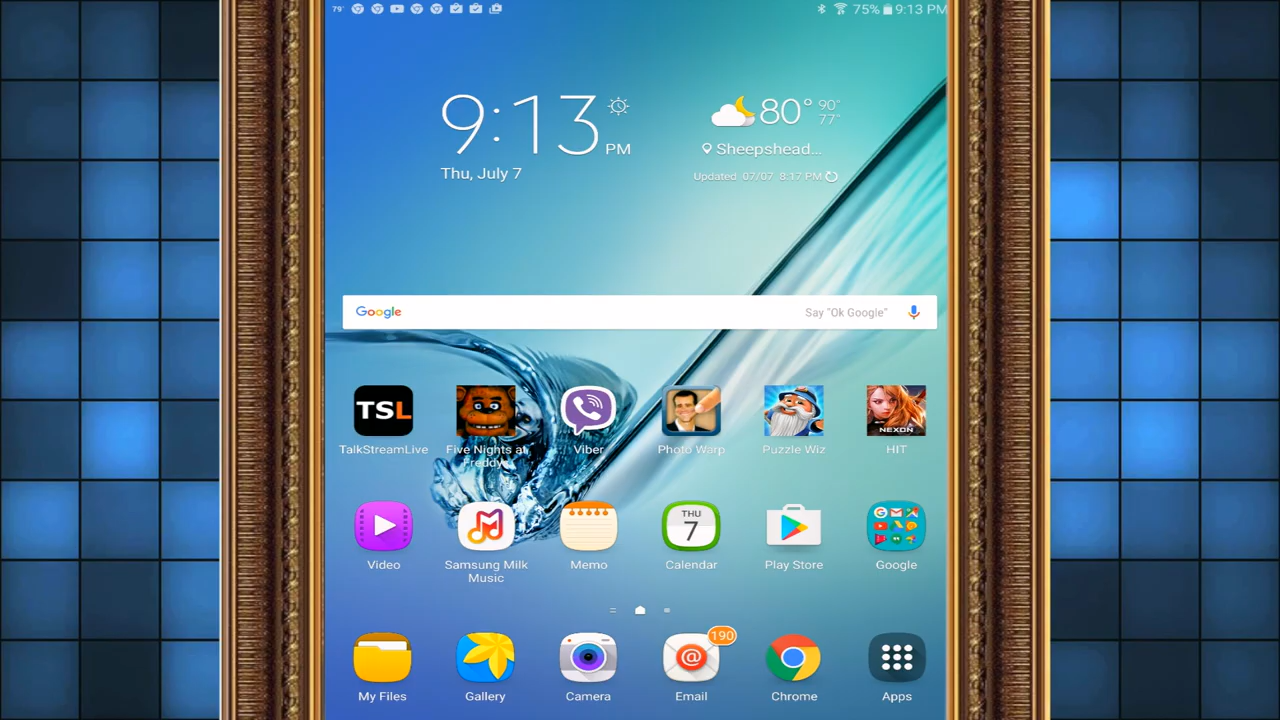 79°
75% 9:13 PM
9:13 PM
Thu, July 7
80° 90° 77°
Sheepshead...
Updated 07/07 8:17 PM
Google Say "Ok Google"
TSL
NEXON
TalkStreamLive Five Nights at Freddy' Viber Photo Warp Puzzle Wiz HIT
THU
7
Video Samsung Milk Music Memo Calendar Play Store Google
190
My Files Gallery Camera Email Chrome Apps